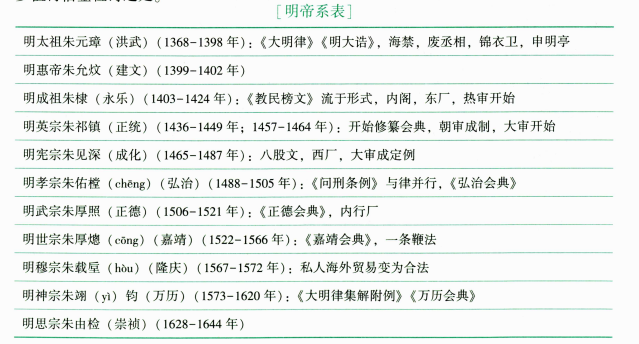 [明帝系表]
明太祖朱元璋（洪武）（1368-1398 年）：《大明律》《明大诰》，海禁，废丞相，锦衣卫，申明亭
明惠帝朱允炆（建文）（1399-1402 年）
明成祖朱棣（永乐）（1403-1424 年）：《教民榜文》流于形式，内阁，东厂，热审开始
明英宗朱祁镇（正统）（1436-1449 年；1457-1464 年）：开始修纂会典，朝审成制，大审开始
明宪宗朱见深（成化）（1465-1487 年）：八股文，西厂，大审成定例
明孝宗朱佑樘（chēng）（弘治）（1488-1505 年）：《问刑条例》与律并行，《弘治会典》
明武宗朱厚照（正德）（1506-1521 年）：《正德会典》，内行厂
明世宗朱厚熜（cōng）（嘉靖）（1522-1566 年）：《嘉靖会典》，一条鞭法
明穆宗朱载垕（hòu）（隆庆）（1567-1572 年）：私人海外贸易变为合法
明神宗朱翊（yì）钧（万历）（1573-1620 年）：《大明律集解附例》《万历会典》
明思宗朱由检（崇祯）（1628-1644 年）